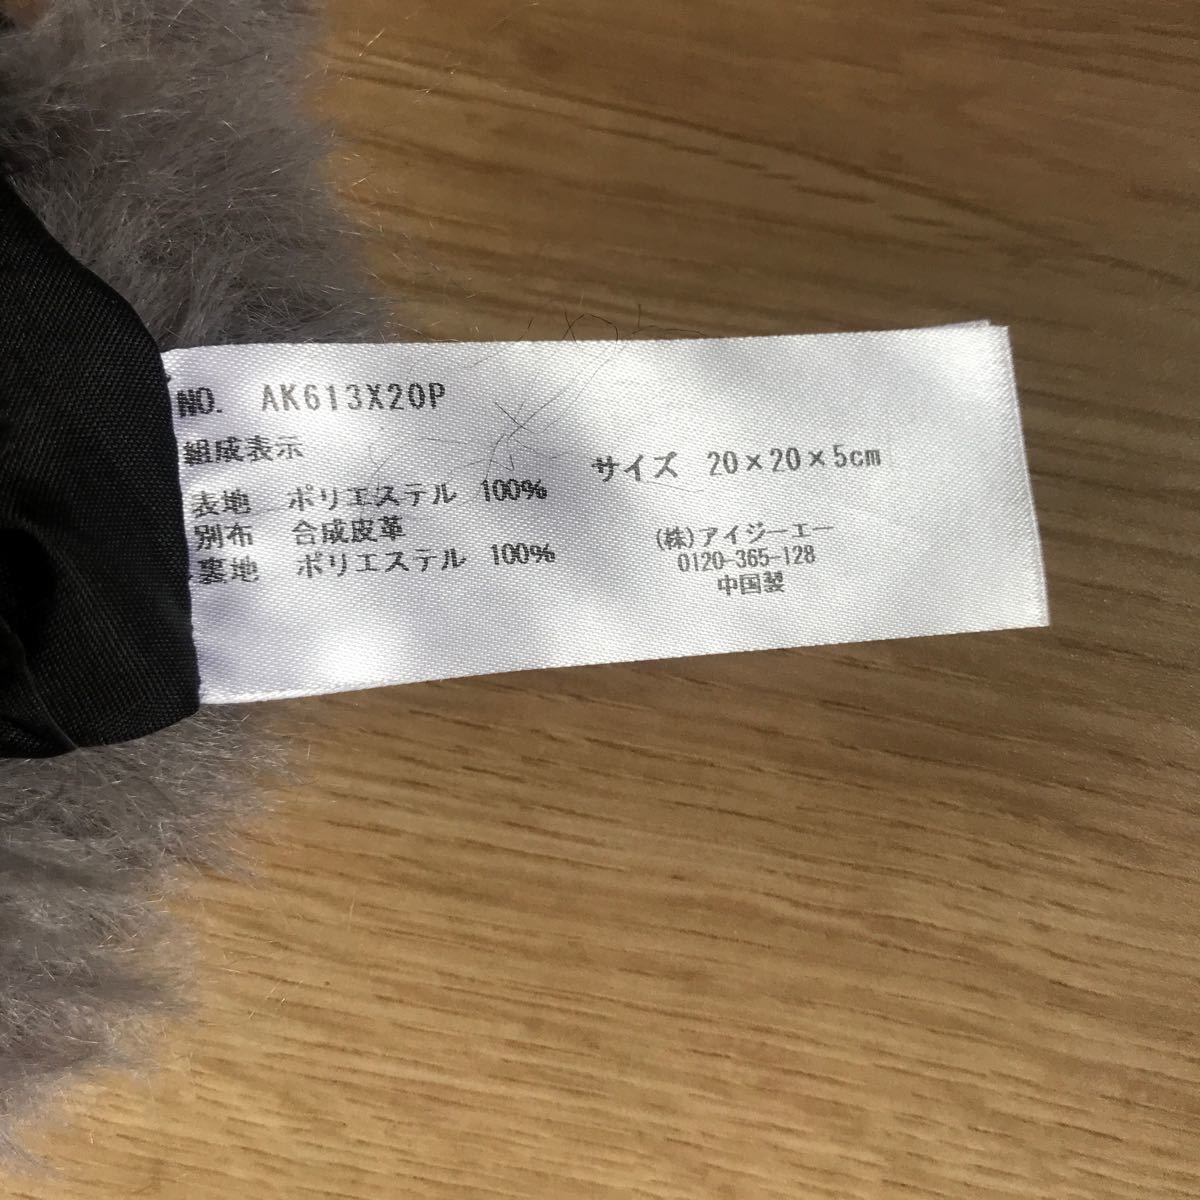 NO. AK613X20P
組成表示
表地 ポリエステル 100%
別布 合成皮革
裏地 ポリエステル 100%
サイズ 20×20×5cm
(株)アイジーエー
0120-365-128
中国製